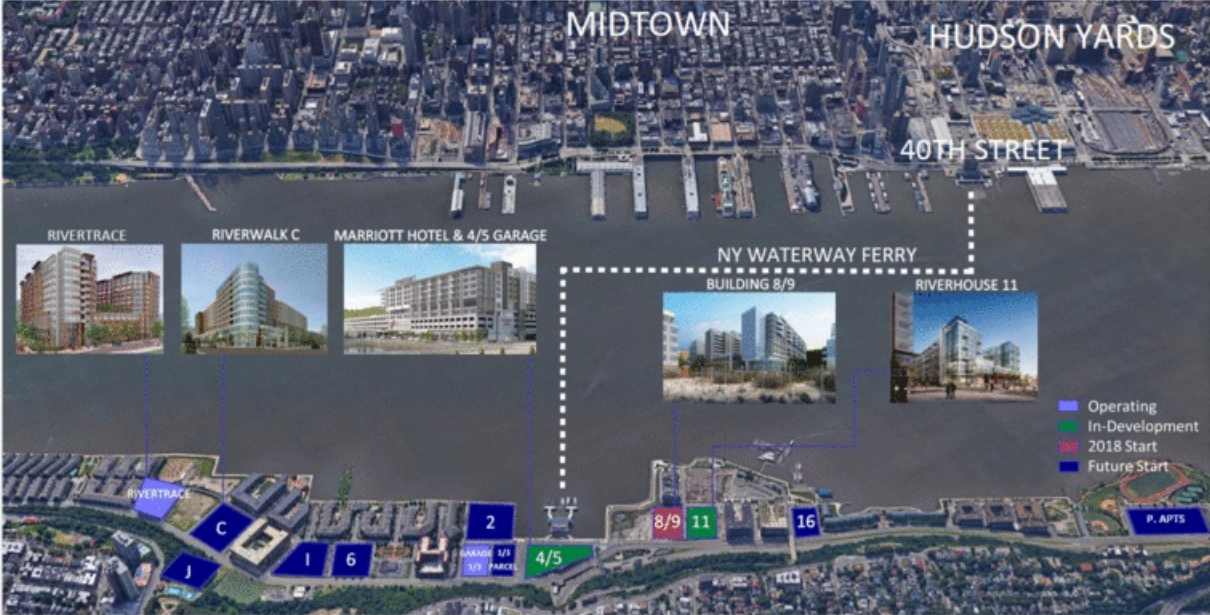 MIDTOWN
HUDSON YARDS
40TH STREET
RIVERTRACE
RIVERWALK C
MARRIOTT HOTEL & 4/5 GARAGE
NY WATERWAY FERRY
BUILDING 8/9
RIVERHOUSE 11
Operating
In-Development
2018 Start
Future Start
RIVERTRACE
C
J
I
6
2
GARAGE
1/3
1/3
PARCEL
4/5
8/9
11
16
P. APTS